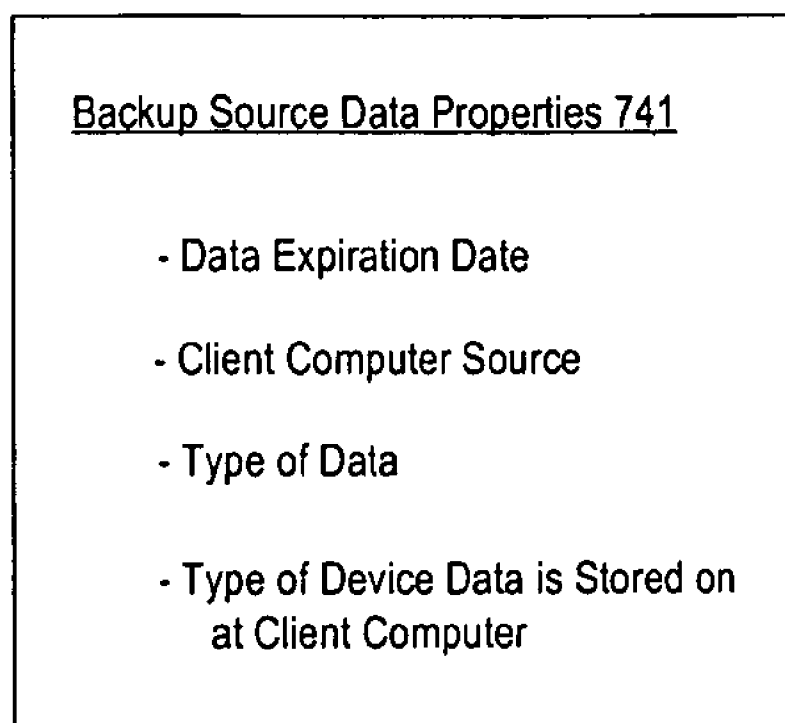 Backup Source Data Properties 741
- Data Expiration Date
- Client Computer Source
- Type of Data
- Type of Device Data is Stored on
at Client Computer